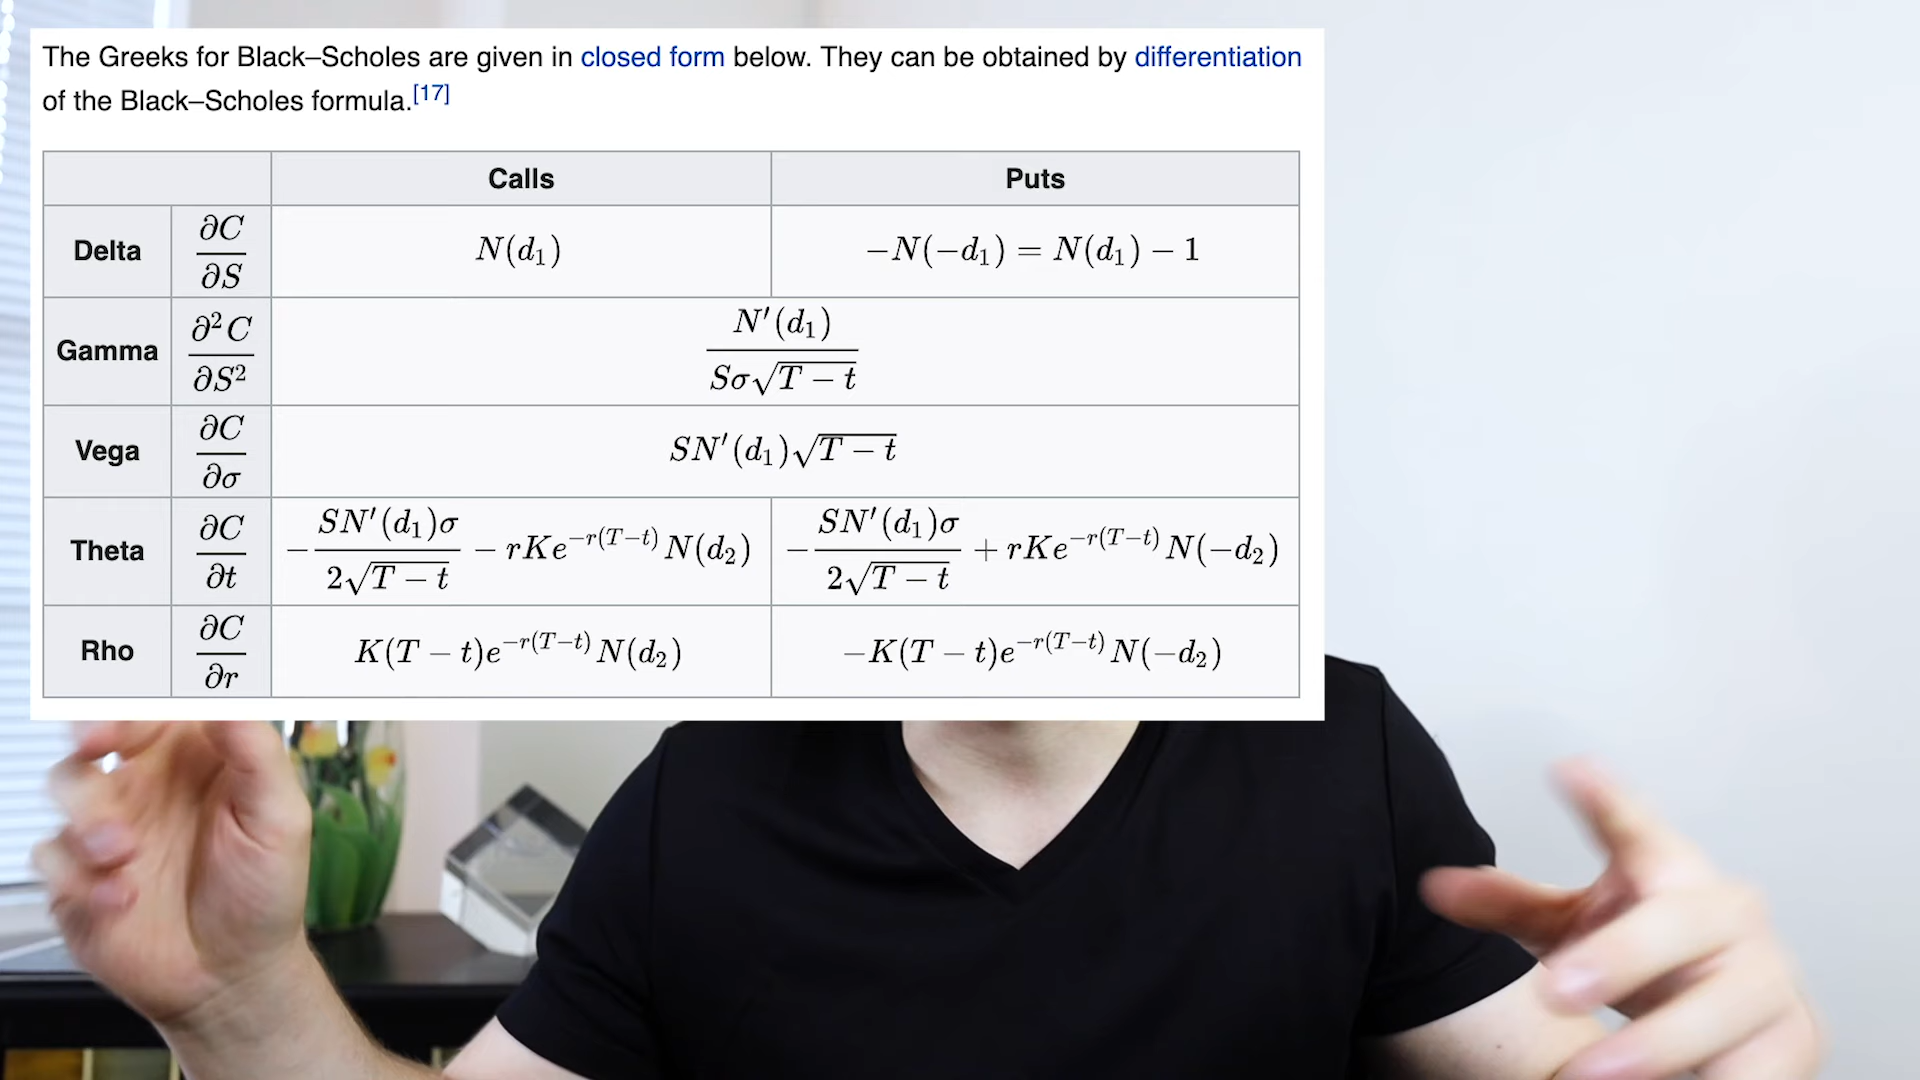 The Greeks for Black–Scholes are given in closed form below. They can be obtained by differentiation
of the Black–Scholes formula.[17]
Calls Puts
Delta ∂C/∂S N(d₁) −N(−d₁) = N(d₁) − 1
Gamma ∂²C/∂S² N′(d₁)/(Sσ√(T − t))
Vega ∂C/∂σ SN′(d₁)√(T − t)
Theta ∂C/∂t −SN′(d₁)σ/(2√(T − t)) − rKe^(−r(T−t))N(d₂) −SN′(d₁)σ/(2√(T − t)) + rKe^(−r(T−t))N(−d₂)
Rho ∂C/∂r K(T − t)e^(−r(T−t))N(d₂) −K(T − t)e^(−r(T−t))N(−d₂)